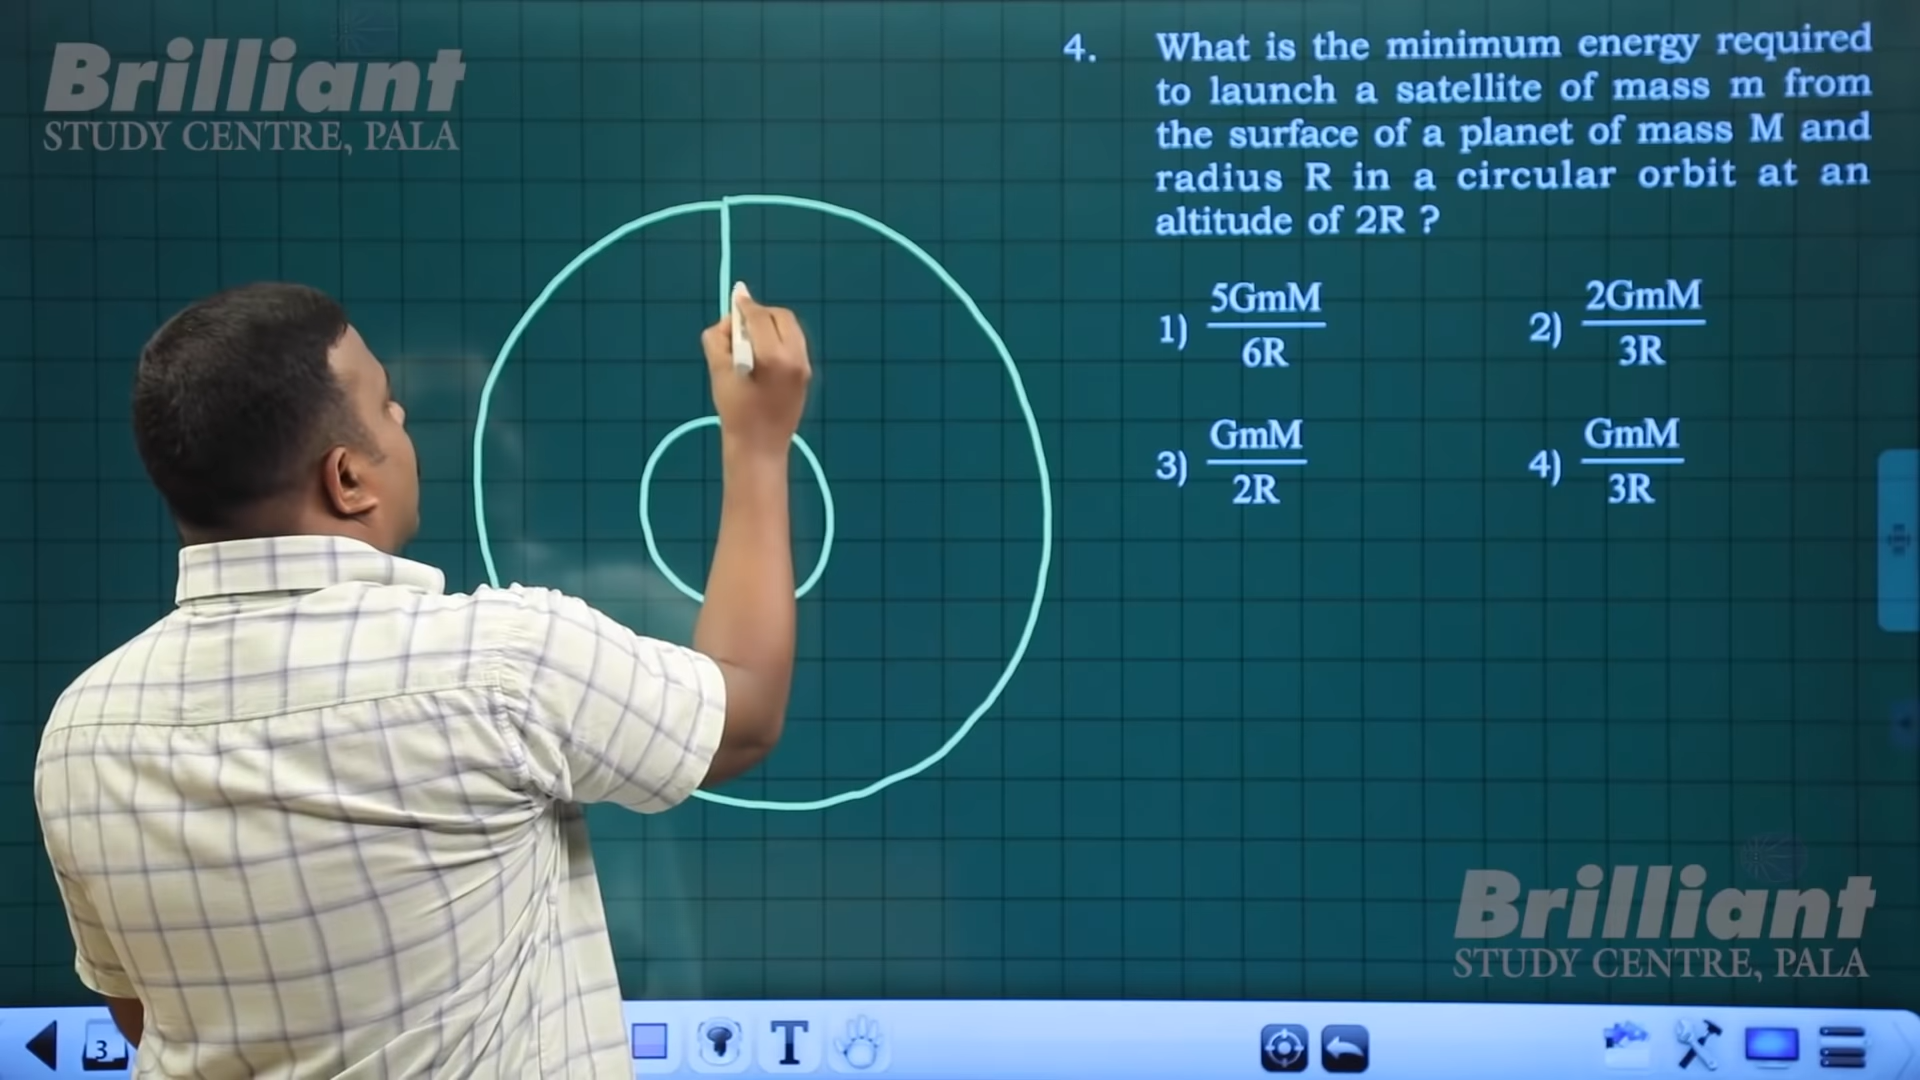 Brilliant
STUDY CENTRE, PALA
4. What is the minimum energy required
to launch a satellite of mass m from
the surface of a planet of mass M and
radius R in a circular orbit at an
altitude of 2R ?
1) 5GmM / 6R
2) 2GmM / 3R
3) GmM / 2R
4) GmM / 3R
Brilliant
STUDY CENTRE, PALA
3
T